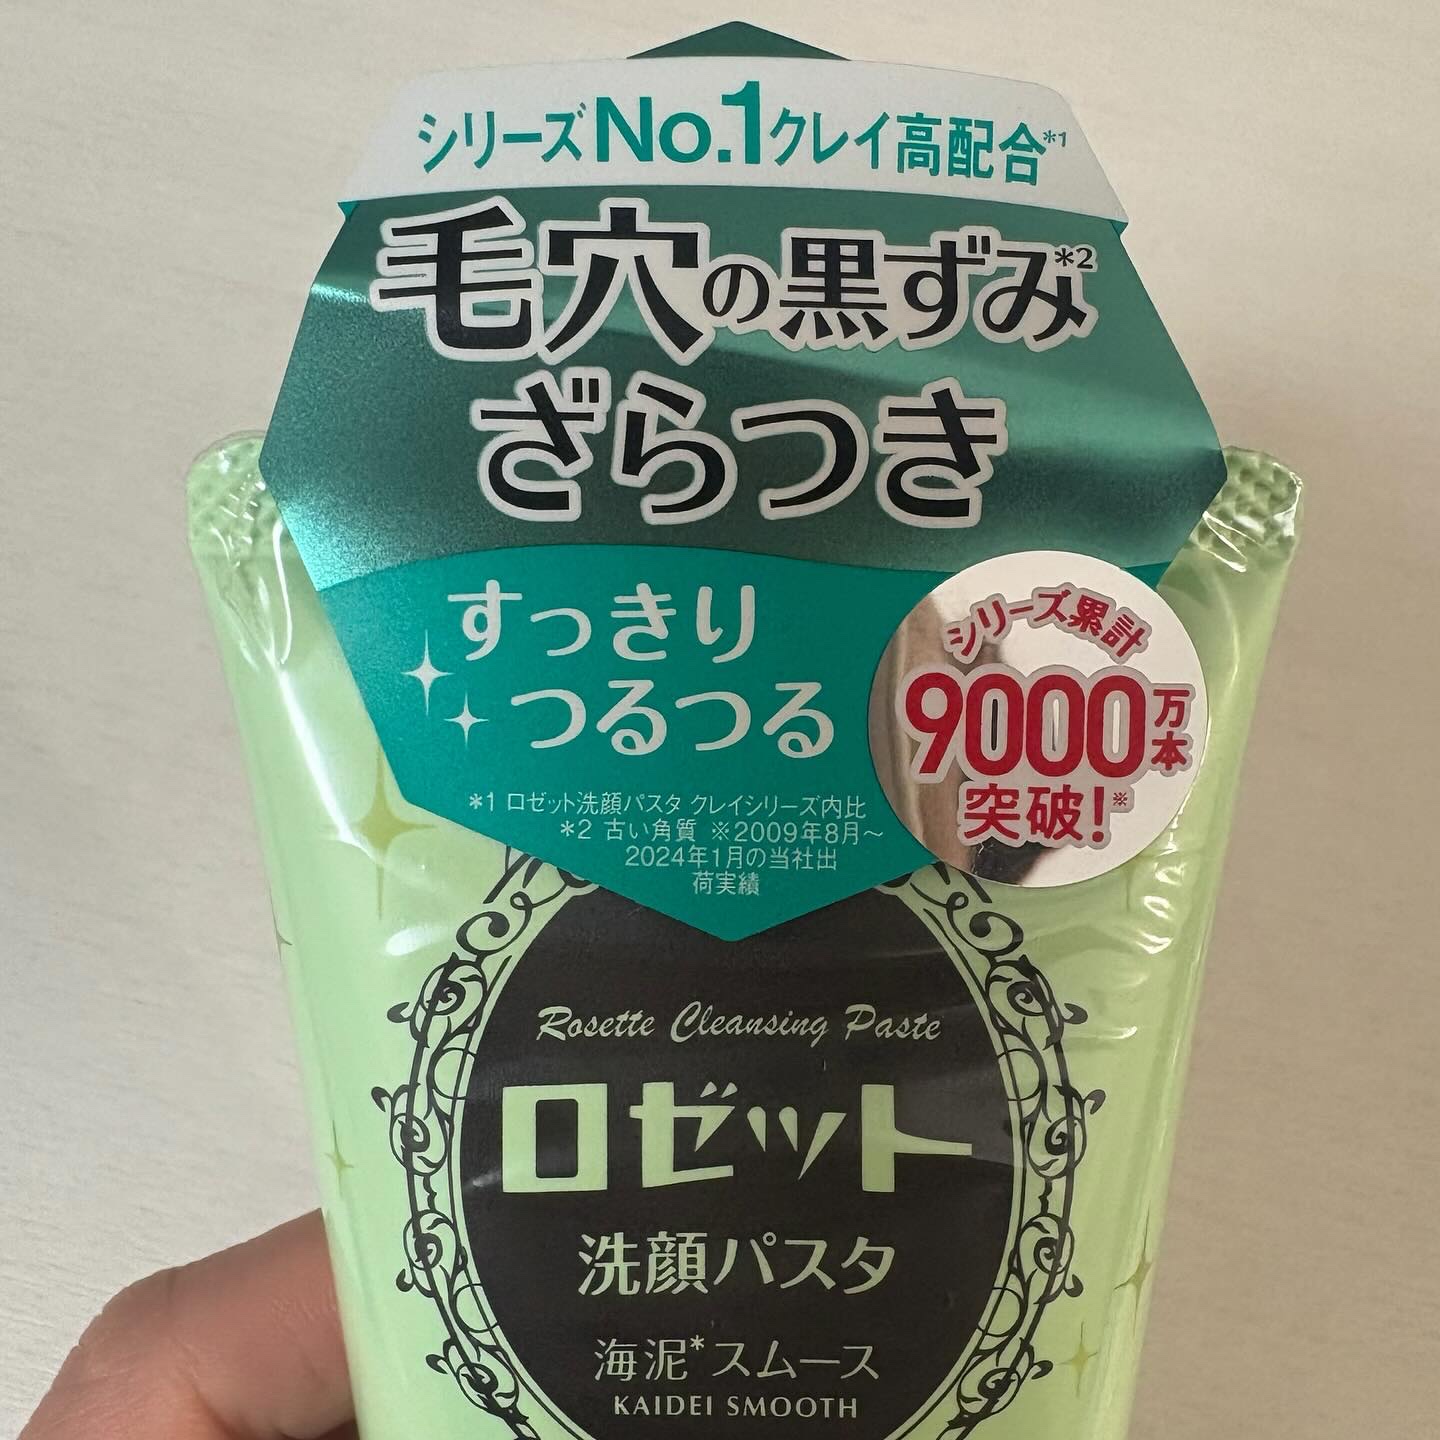 シリーズNo.1クレイ高配合*1
毛穴の黒ずみ*2
ざらつき
すっきり
つるつる
シリーズ累計
9000万本
突破!※
*1 ロゼット洗顔パスタ クレイシリーズ内比
*2 古い角質 ※2009年8月~
2024年1月の当社出
荷実績
Rosette Cleansing Paste
ロゼット
洗顔パスタ
海泥*スムース
KAIDEI SMOOTH